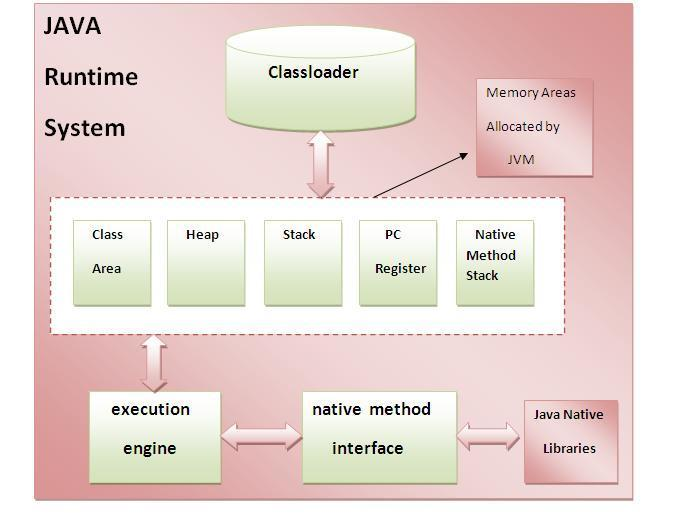 JAVA
Runtime
System
Classloader
Memory Areas
Allocated by
JVM
Class
Area
Heap
Stack
PC
Register
Native
Method
Stack
execution
engine
native method
interface
Java Native
Libraries